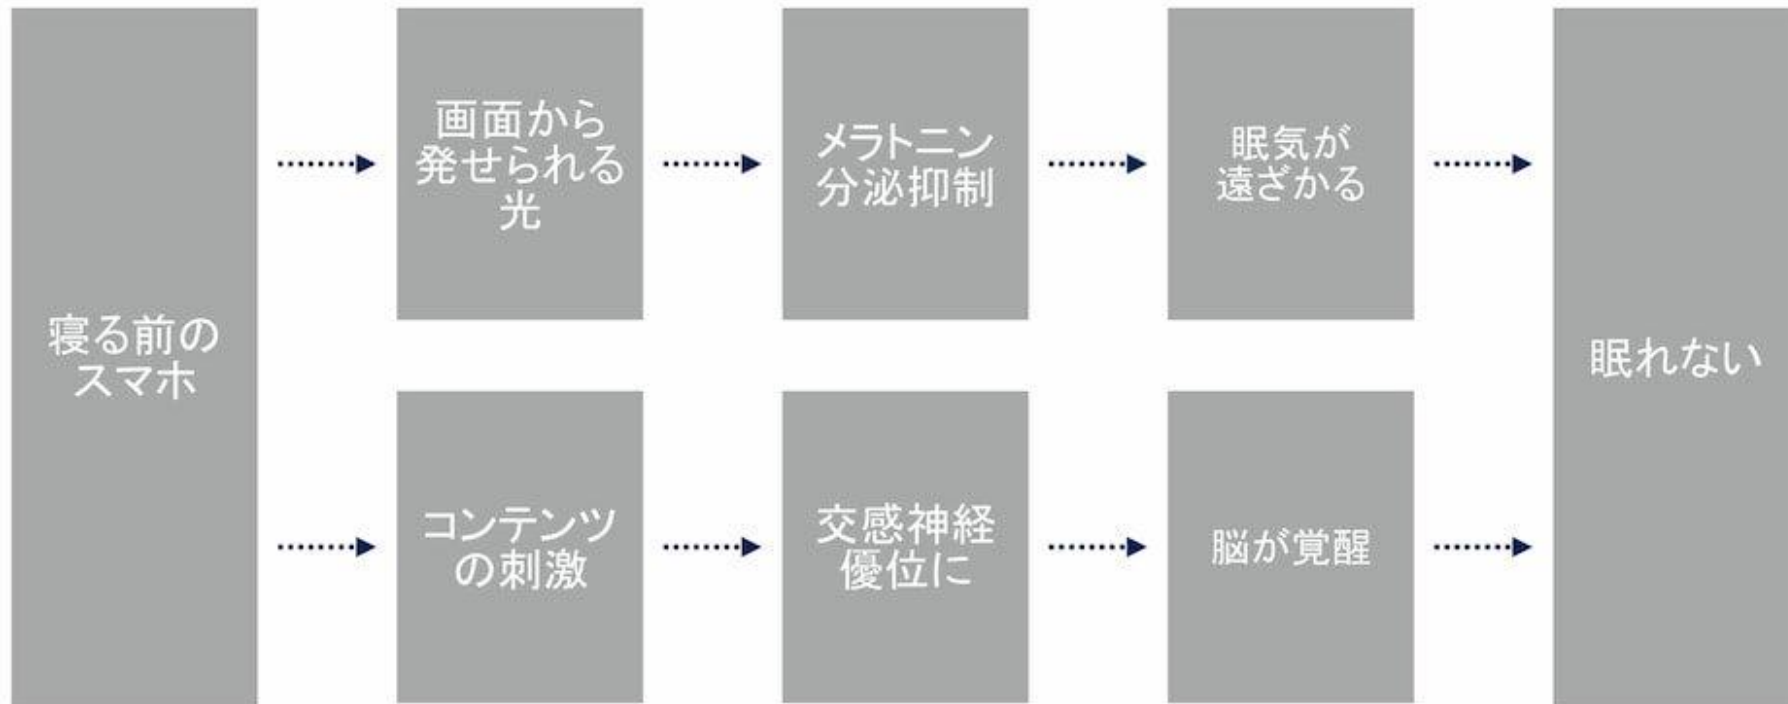 寝る前の
スマホ
画面から
発せられる
光
メラトニン
分泌抑制
眠気が
遠ざかる
コンテンツ
の刺激
交感神経
優位に
脳が覚醒
眠れない